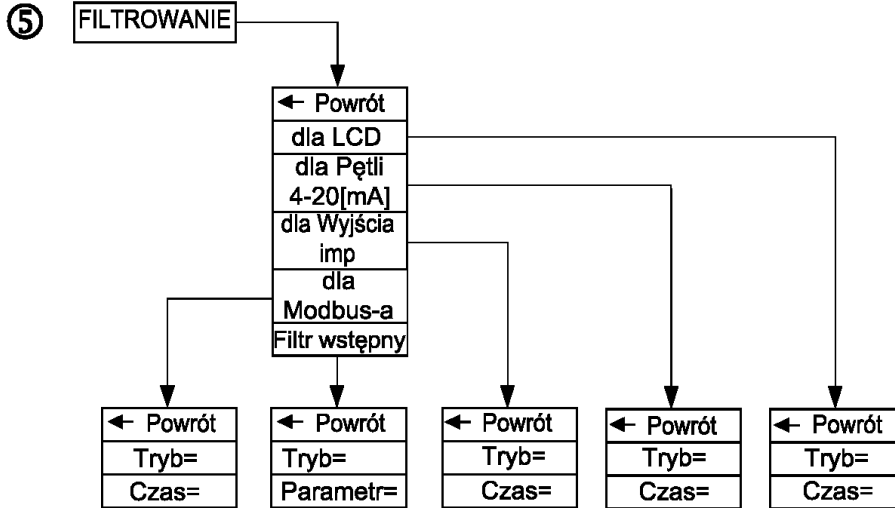 ⑤ FILTROWANIE
← Powrót
dla LCD
dla Pętli
4-20[mA]
dla Wyjścia
imp
dla
Modbus-a
Filtr wstępny
← Powrót
Tryb=
Czas=
← Powrót
Tryb=
Parametr=
← Powrót
Tryb=
Czas=
← Powrót
Tryb=
Czas=
← Powrót
Tryb=
Czas=